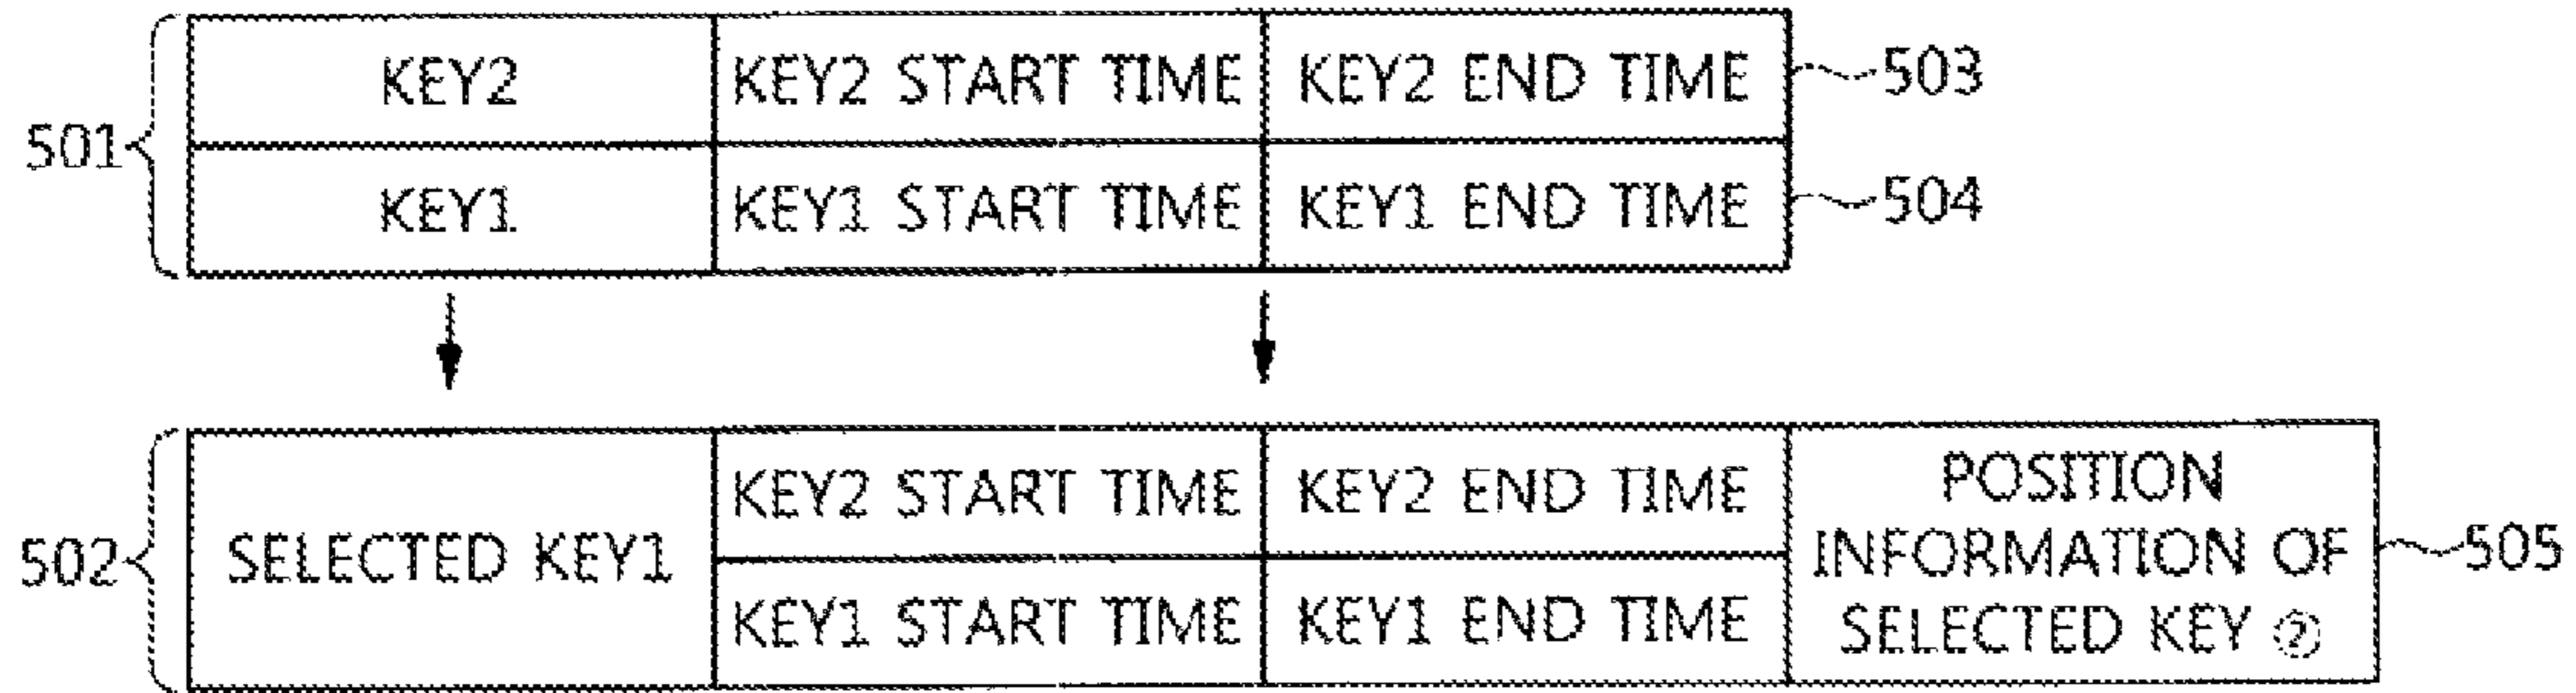 KEY2 KEY2 START TIME KEY2 END TIME 503
501
KEY1 KEY1 START TIME KEY1 END TIME 504
KEY2 START TIME KEY2 END TIME POSITION
502 SELECTED KEY1 INFORMATION OF 505
KEY1 START TIME KEY1 END TIME SELECTED KEY ②